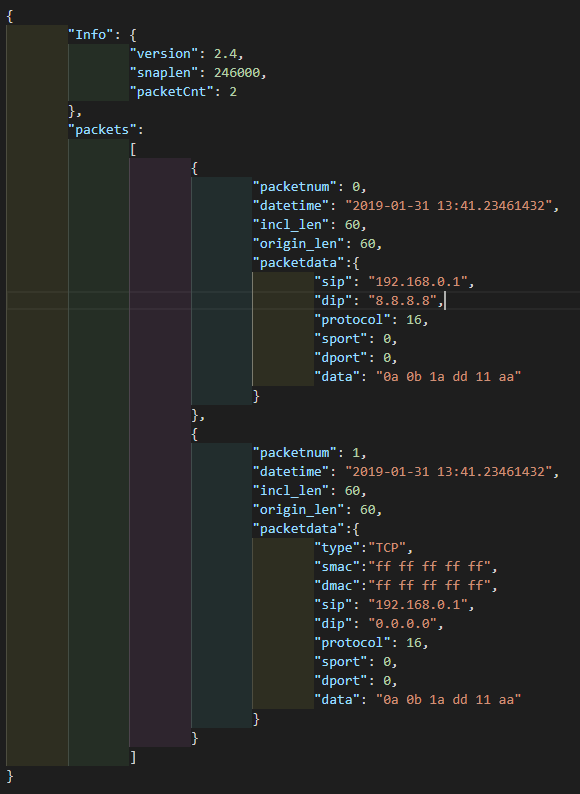 {
"Info": {
"version": 2.4,
"snaplen": 246000,
"packetCnt": 2
},
"packets":
[
{
"packetnum": 0,
"datetime": "2019-01-31 13:41.23461432",
"incl_len": 60,
"origin_len": 60,
"packetdata":{
"sip": "192.168.0.1",
"dip": "8.8.8.8",
"protocol": 16,
"sport": 0,
"dport": 0,
"data": "0a 0b 1a dd 11 aa"
}
},
{
"packetnum": 1,
"datetime": "2019-01-31 13:41.23461432",
"incl_len": 60,
"origin_len": 60,
"packetdata":{
"type":"TCP",
"smac":"ff ff ff ff ff",
"dmac":"ff ff ff ff ff",
"sip": "192.168.0.1",
"dip": "0.0.0.0",
"protocol": 16,
"sport": 0,
"dport": 0,
"data": "0a 0b 1a dd 11 aa"
}
}
]
}